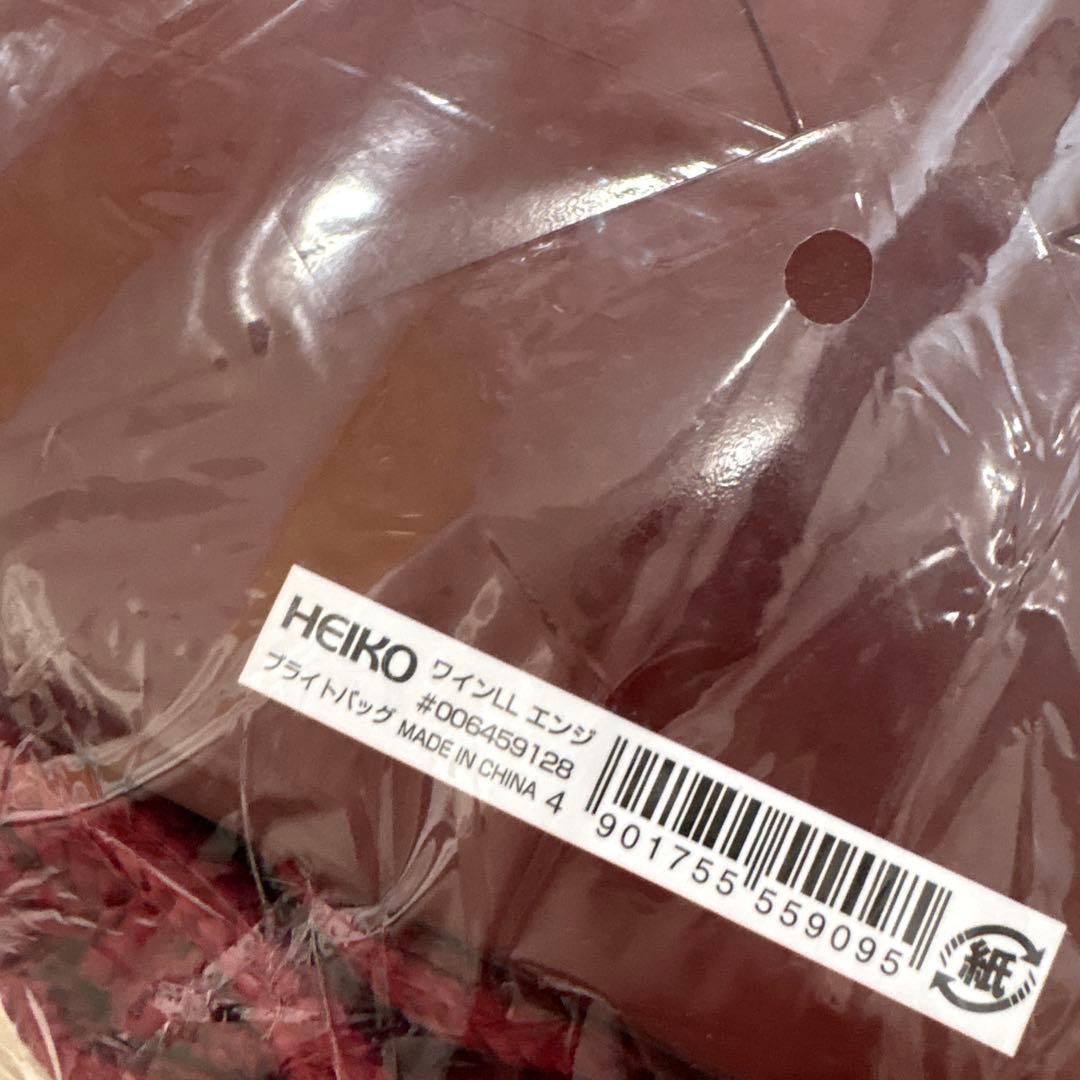 HEIKO ワインLL エンジ
ブライトバッグ #006459128
MADE IN CHINA
4 901755 559095
紙